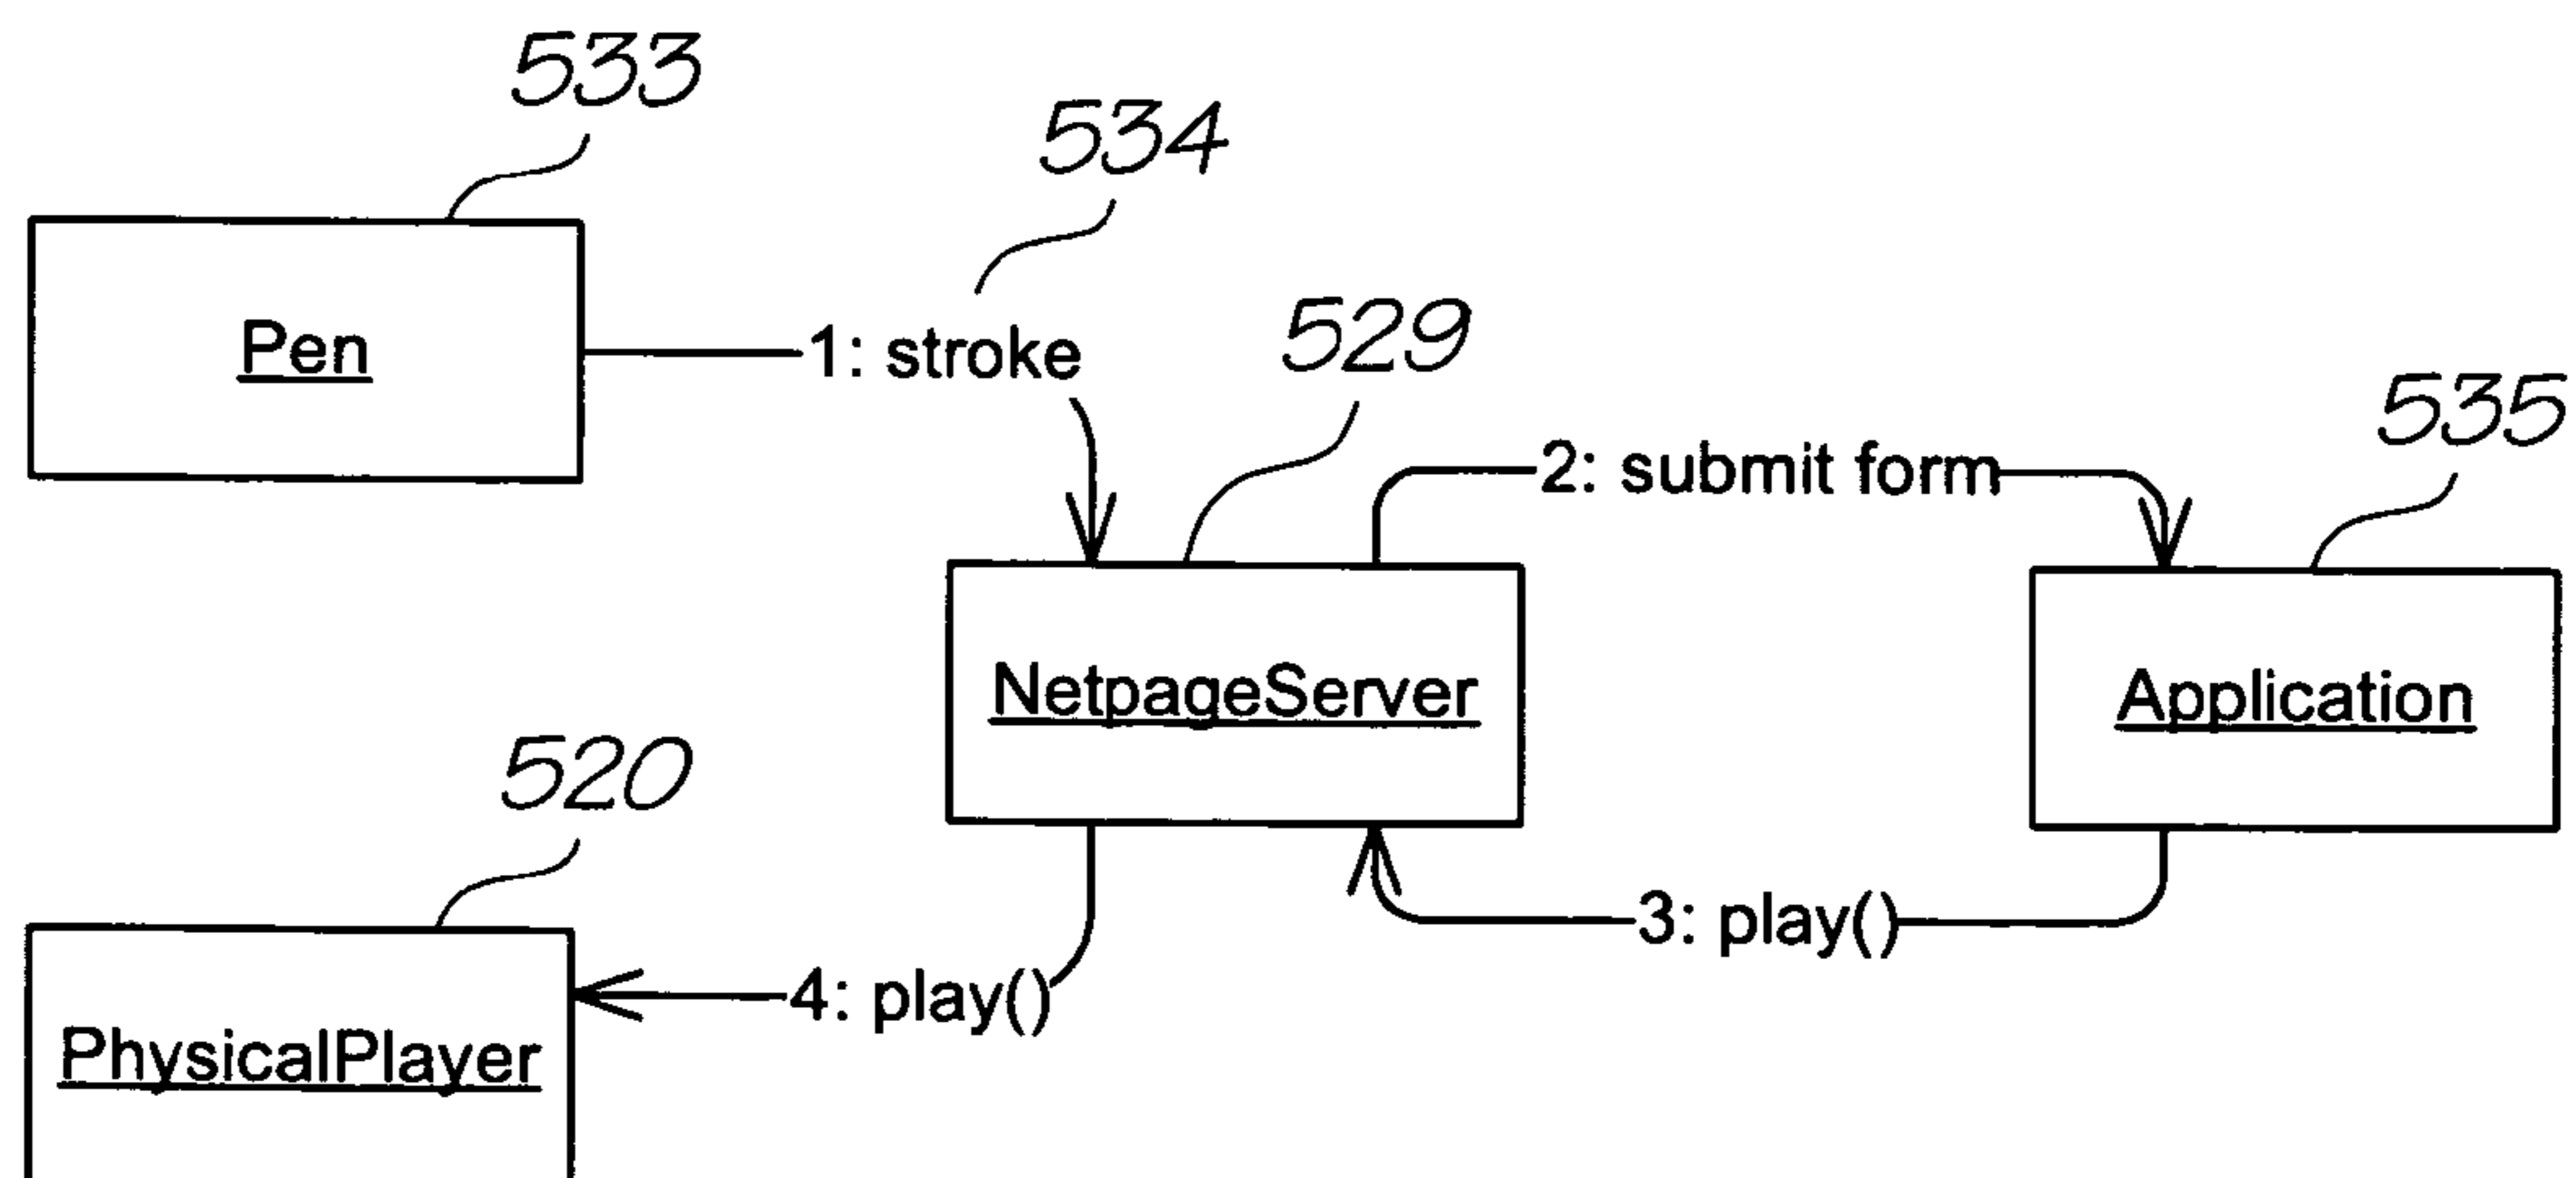 533
534
Pen
1: stroke
529
535
2: submit form
NetpageServer
Application
520
3: play()
4: play()
PhysicalPlayer